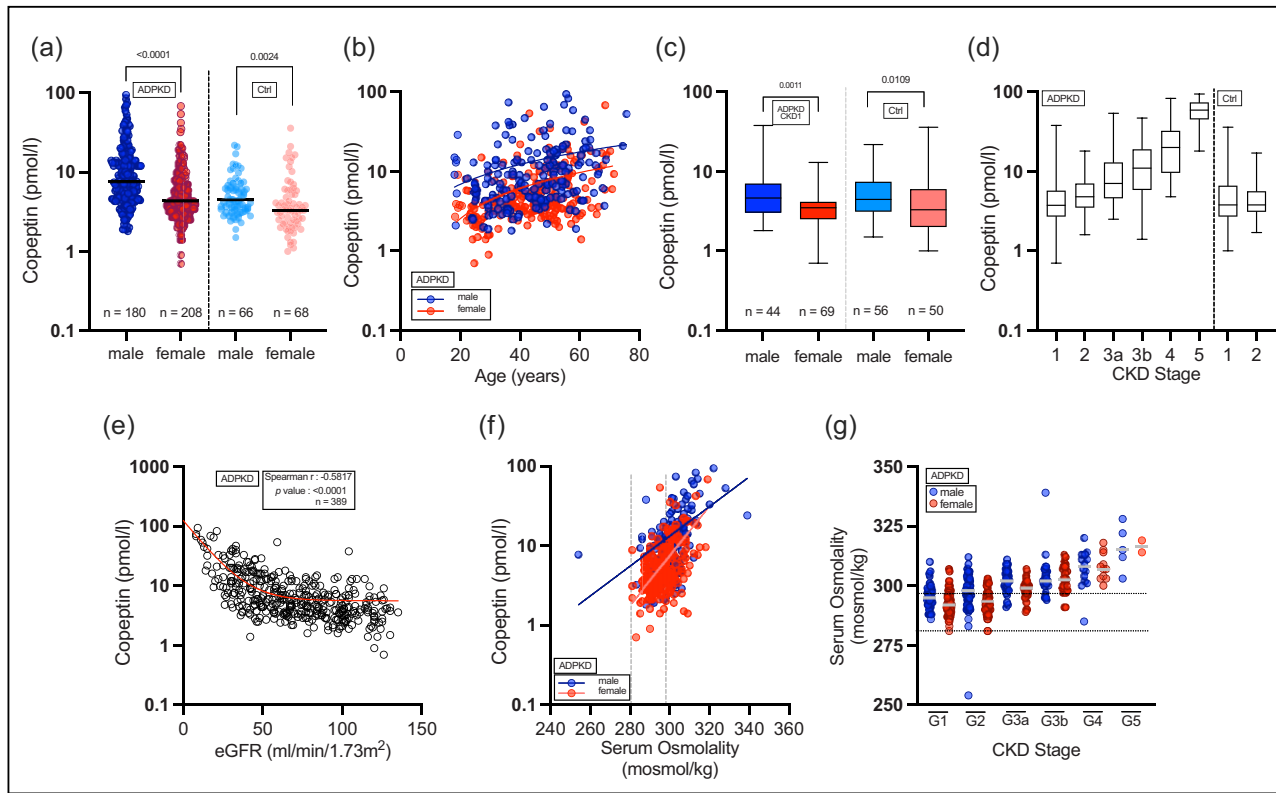 (a)
<0.0001
0.0024
ADPKD
Ctrl
Copeptin (pmol/l)
100
10
1
0.1
n = 180
n = 208
n = 66
n = 68
male
female
male
female
(b)
Copeptin (pmol/l)
100
10
1
0.1
ADPKD
male
female
0
20
40
60
80
Age (years)
(c)
0.0011
0.0109
ADPKD
CKD1
Ctrl
Copeptin (pmol/l)
100
10
1
0.1
n = 44
n = 69
n = 56
n = 50
male
female
male
female
(d)
ADPKD
Ctrl
Copeptin (pmol/l)
100
10
1
0.1
1
2
3a
3b
4
5
1
2
CKD Stage
(e)
ADPKD
Spearman r : -0.5817
p value : <0.0001
n = 389
Copeptin (pmol/l)
1000
100
10
1
0.1
0
50
100
150
eGFR (ml/min/1.73m²)
(f)
Copeptin (pmol/l)
100
10
1
0.1
ADPKD
male
female
240
260
280
300
320
340
360
Serum Osmolality
(mosmol/kg)
(g)
ADPKD
male
female
Serum Osmolality
(mosmol/kg)
350
325
300
275
250
G1
G2
G3a
G3b
G4
G5
CKD Stage